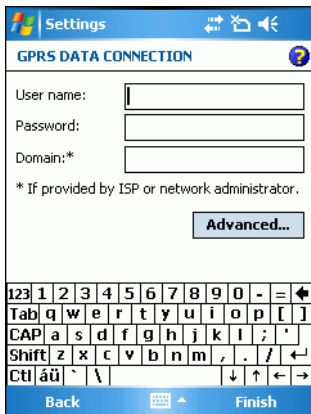 Settings
GPRS DATA CONNECTION
User name:
Password:
Domain:*
* If provided by ISP or network administrator.
Advanced...
123 1 2 3 4 5 6 7 8 9 0 - = 
Tab q w e r t y u i o p [ ]
CAP a s d f g h j k l ; '
Shift z x c v b n m , . / ↵
Ctl áü ` \ ↓ ↑ ← →
Back Finish